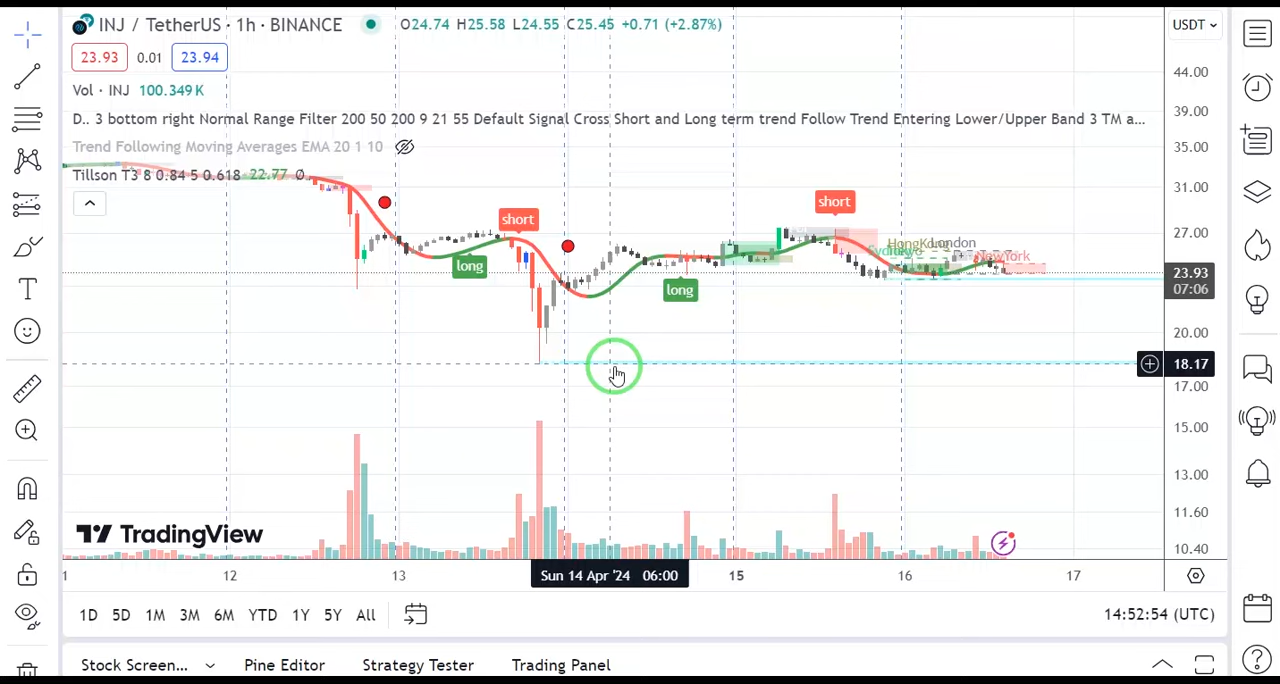 INJ / TetherUS · 1h · BINANCE O24.74 H25.58 L24.55 C25.45 +0.71 (+2.87%) USDT
23.93 0.01 23.94
Vol · INJ 100.349K
D.. 3 bottom right Normal Range Filter 200 50 200 9 21 55 Default Signal Cross Short and Long term trend Follow Trend Entering Lower/Upper Band 3 TM a...
Trend Following Moving Averages EMA 20 1 10
Tillson T3 8 0.84 5 0.618 22.77 Ø
44.00
39.00
35.00
31.00
27.00
23.93
07:06
20.00
18.17
17.00
15.00
13.00
11.60
10.40
short
short
long
long
HongKong London
Sydney
NewYork
TradingView
1 12 13 Sun 14 Apr '24 06:00 15 16 17
1D 5D 1M 3M 6M YTD 1Y 5Y All 14:52:54 (UTC)
Stock Screen... Pine Editor Strategy Tester Trading Panel